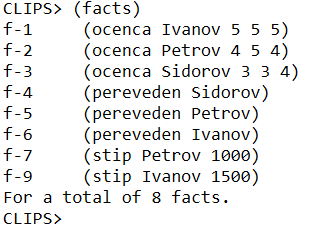 CLIPS> (facts)
f-1     (ocenca Ivanov 5 5 5)
f-2     (ocenca Petrov 4 5 4)
f-3     (ocenca Sidorov 3 3 4)
f-4     (pereveden Sidorov)
f-5     (pereveden Petrov)
f-6     (pereveden Ivanov)
f-7     (stip Petrov 1000)
f-9     (stip Ivanov 1500)
For a total of 8 facts.
CLIPS>